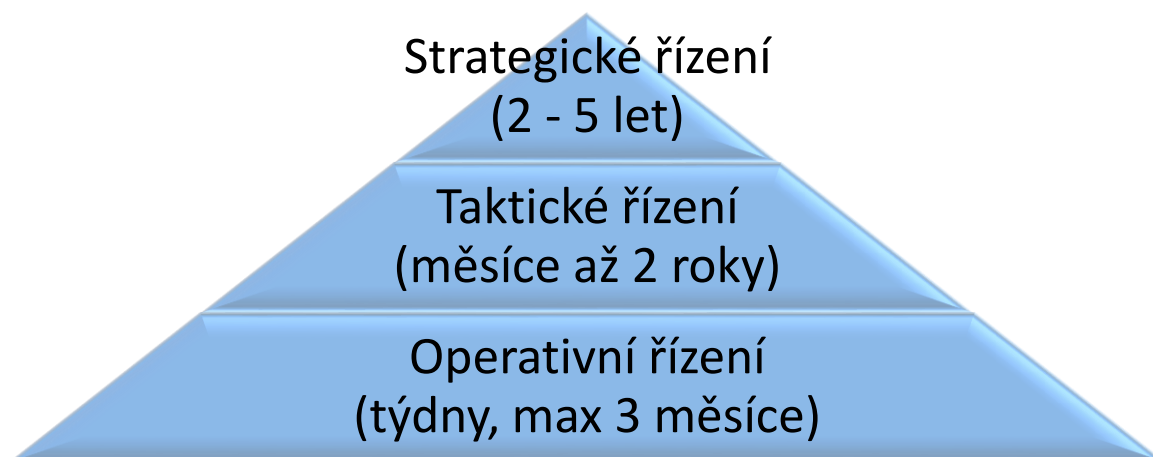 Strategické řízení
(2 - 5 let)
Taktické řízení
(měsíce až 2 roky)
Operativní řízení
(týdny, max 3 měsíce)